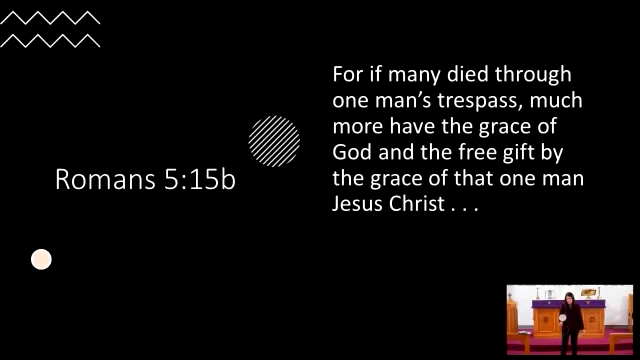 Romans 5:15b
For if many died through
one man’s trespass, much
more have the grace of
God and the free gift by
the grace of that one man
Jesus Christ . . .